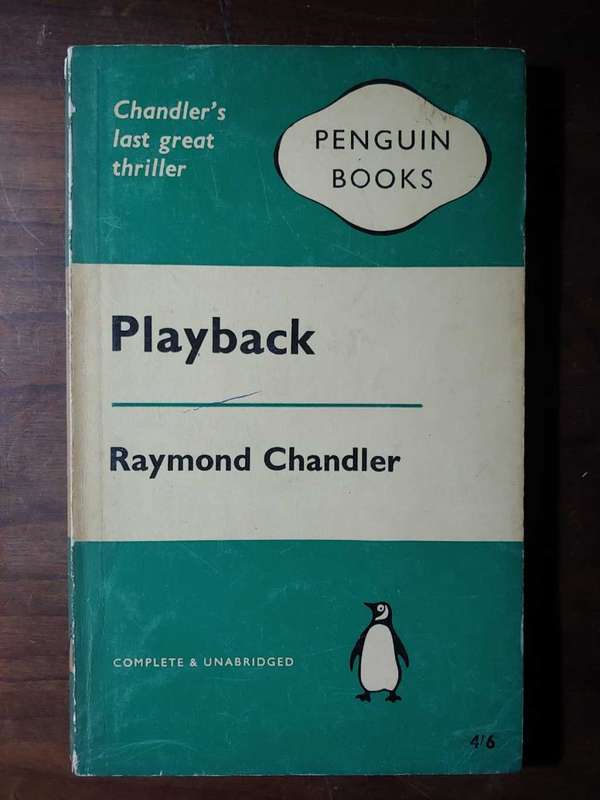 Chandler's
last great
thriller
PENGUIN
BOOKS
Playback
Raymond Chandler
COMPLETE & UNABRIDGED
4/6